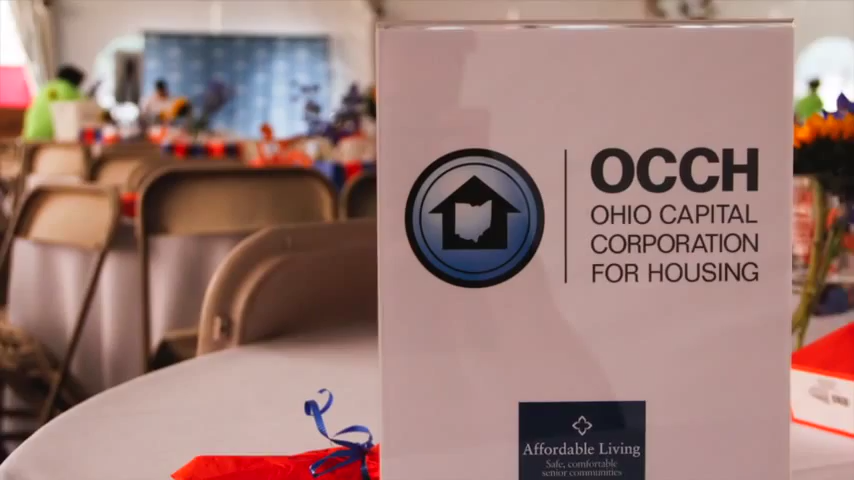 OCCH
OHIO CAPITAL
CORPORATION
FOR HOUSING
Affordable Living
Safe, comfortable
senior communities